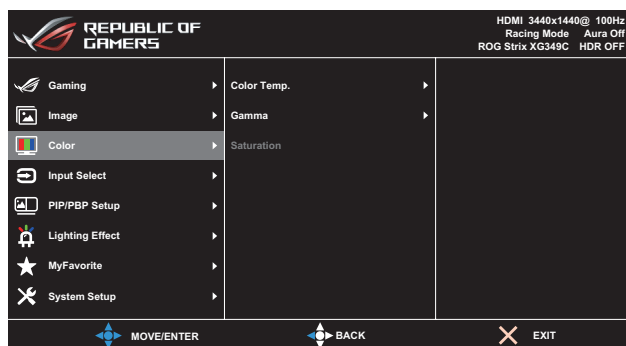 REPUBLIC OF
GAMERS
HDMI 3440x1440@ 100Hz
Racing Mode Aura Off
ROG Strix XG349C HDR OFF
Gaming
Image
Color
Input Select
PIP/PBP Setup
Lighting Effect
MyFavorite
System Setup
Color Temp.
Gamma
Saturation
MOVE/ENTER
BACK
EXIT